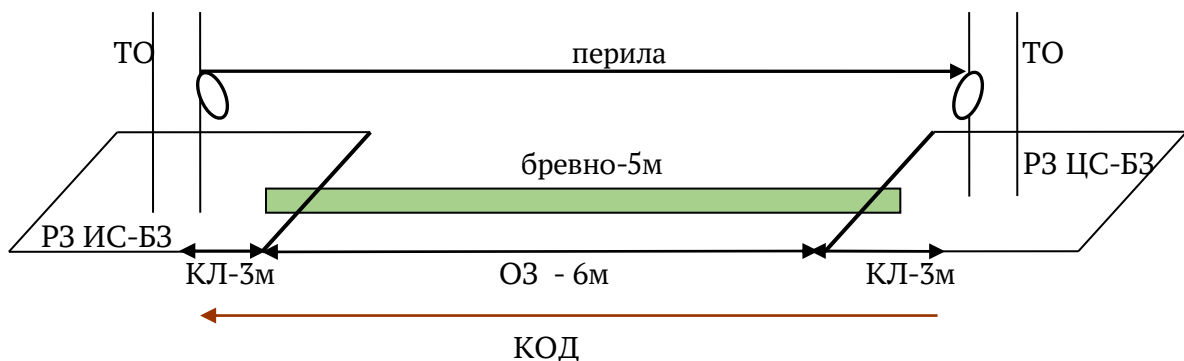 ТО
перила
ТО
бревно-5м
РЗ ЦС-БЗ
РЗ ИС-БЗ
КЛ-3м
ОЗ - 6м
КЛ-3м
КОД